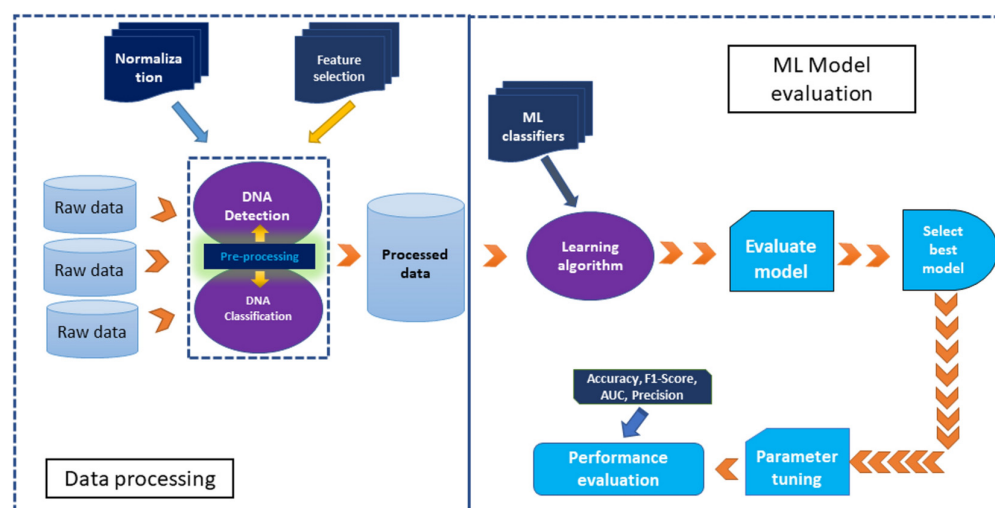 Normaliza
tion
Feature
selection
ML Model
evaluation
ML
classifiers
Raw data
Raw data
Raw data
DNA
Detection
Pre-processing
DNA
Classification
Processed
data
Learning
algorithm
Evaluate
model
Select
best
model
Accuracy, F1-Score,
AUC, Precision
Performance
evaluation
Parameter
tuning
Data processing